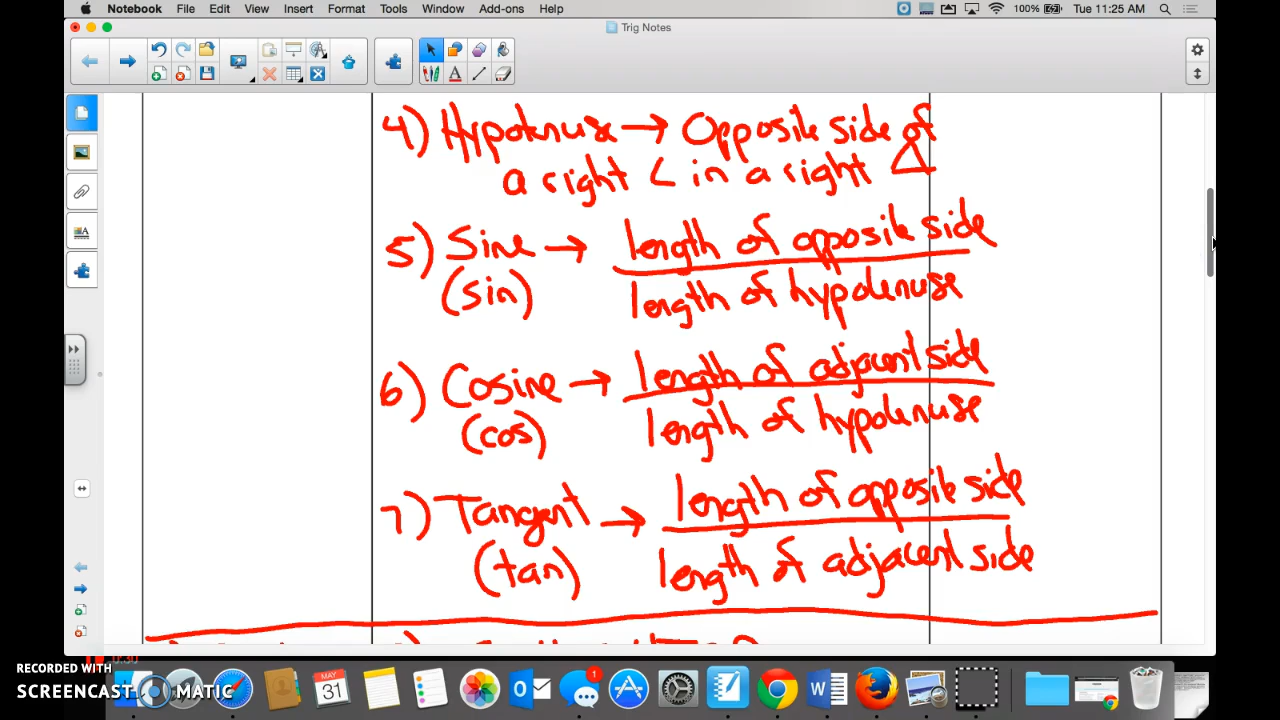 Notebook File Edit View Insert Format Tools Window Add-ons Help 100% Tue 11:25 AM
Trig Notes
4) Hypotenuse → Opposite side of
a right ∠ in a right △
5) Sine → length of opposite side
(sin) length of hypotenuse
6) Cosine → length of adjacent side
(cos) length of hypotenuse
7) Tangent → length of opposite side
(tan) length of adjacent side
RECORDED WITH
SCREENCAST MATIC
MAY
31
1